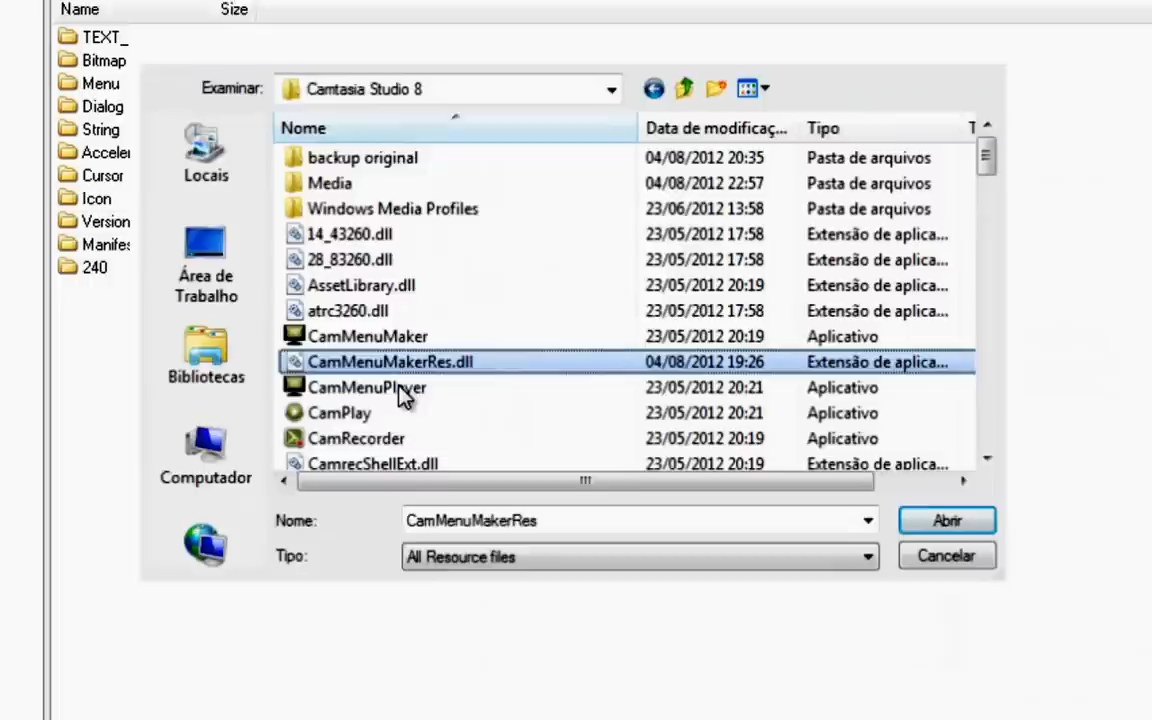 Name Size
TEXT_
Bitmap
Menu
Dialog
String
Acceler
Cursor
Icon
Version
Manifes
240
Examinar: Camtasia Studio 8
Locais
Área de
Trabalho
Bibliotecas
Computador
Nome Data de modificaç... Tipo T
backup original 04/08/2012 20:35 Pasta de arquivos
Media 04/08/2012 22:57 Pasta de arquivos
Windows Media Profiles 23/06/2012 13:58 Pasta de arquivos
14_43260.dll 23/05/2012 17:58 Extensão de aplica...
28_83260.dll 23/05/2012 17:58 Extensão de aplica...
AssetLibrary.dll 23/05/2012 20:19 Extensão de aplica...
atrc3260.dll 23/05/2012 17:58 Extensão de aplica...
CamMenuMaker 23/05/2012 20:19 Aplicativo
CamMenuMakerRes.dll 04/08/2012 19:26 Extensão de aplica...
CamMenuPlayer 23/05/2012 20:21 Aplicativo
CamPlay 23/05/2012 20:21 Aplicativo
CamRecorder 23/05/2012 20:19 Aplicativo
CamrecShellExt.dll 23/05/2012 20:19 Extensão de aplica...
Nome: CamMenuMakerRes Abrir
Tipo: All Resource files Cancelar